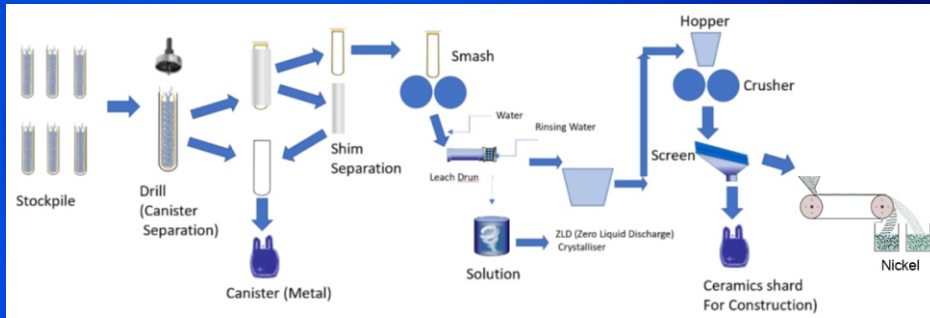 Stockpile
Drill
(Canister
Separation)
Canister (Metal)
Shim
Separation
Smash
Water
Rinsing Water
Leach Drun
Solution
ZLD (Zero Liquid Discharge)
Crystalliser
Hopper
Crusher
Screen
Ceramics shard
For Construction)
Nickel